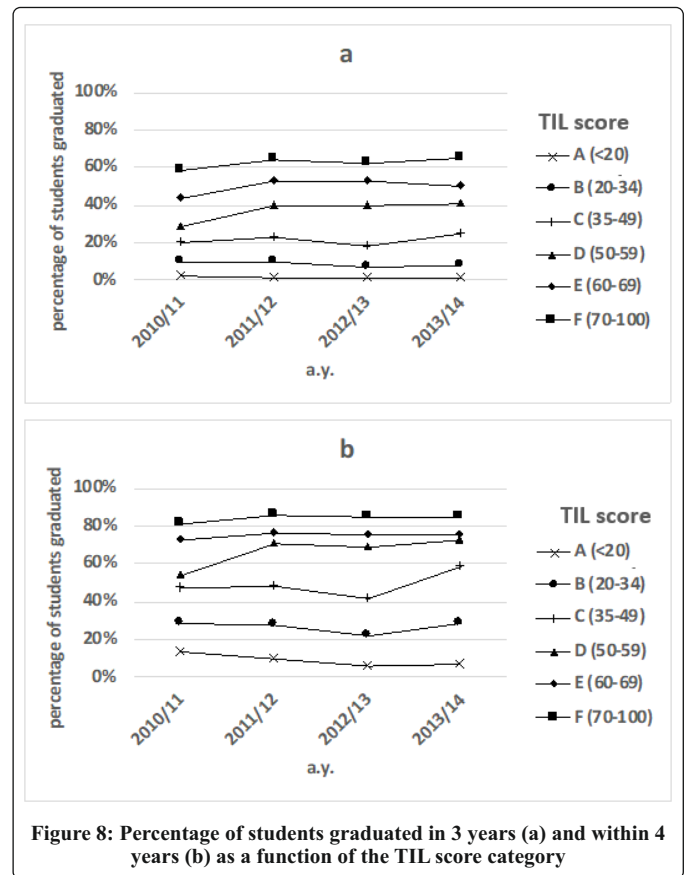 a
percentage of students graduated
100%
80%
60%
40%
20%
0%
2010/11
2011/12
2012/13
2013/14
a.y.
TIL score
A (<20)
B (20-34)
C (35-49)
D (50-59)
E (60-69)
F (70-100)
b
percentage of students graduated
100%
80%
60%
40%
20%
0%
2010/11
2011/12
2012/13
2013/14
a.y.
TIL score
A (<20)
B (20-34)
C (35-49)
D (50-59)
E (60-69)
F (70-100)
Figure 8: Percentage of students graduated in 3 years (a) and within 4
years (b) as a function of the TIL score category